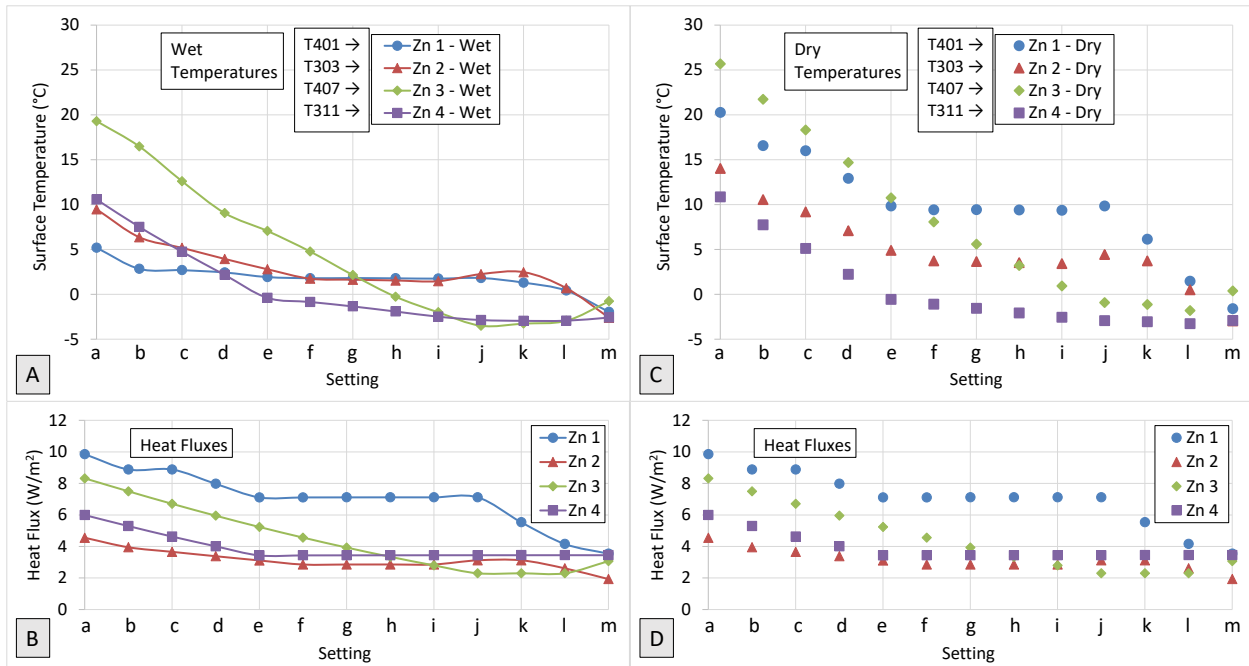 30
25
20
15
10
5
0
-5
Surface Temperature (°C)
Wet
Temperatures
T401 →
T303 →
T407 →
T311 →
Zn 1 - Wet
Zn 2 - Wet
Zn 3 - Wet
Zn 4 - Wet
a b c d e f g h i j k l m
Setting
A
30
25
20
15
10
5
0
-5
Surface Temperature (°C)
Dry
Temperatures
T401 →
T303 →
T407 →
T311 →
Zn 1 - Dry
Zn 2 - Dry
Zn 3 - Dry
Zn 4 - Dry
a b c d e f g h i j k l m
Setting
C
12
10
8
6
4
2
0
Heat Flux (W/m²)
Heat Fluxes
Zn 1
Zn 2
Zn 3
Zn 4
a b c d e f g h i j k l m
Setting
B
12
10
8
6
4
2
0
Heat Flux (W/m²)
Heat Fluxes
Zn 1
Zn 2
Zn 3
Zn 4
a b c d e f g h i j k l m
Setting
D